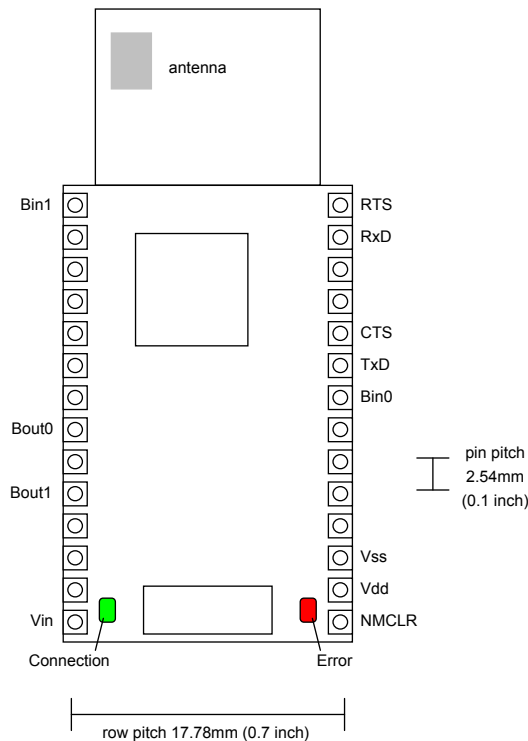 antenna
Bin1
RTS
RxD
CTS
TxD
Bin0
Bout0
pin pitch
2.54mm
(0.1 inch)
Bout1
Vss
Vdd
Vin
NMCLR
Connection
Error
row pitch 17.78mm (0.7 inch)